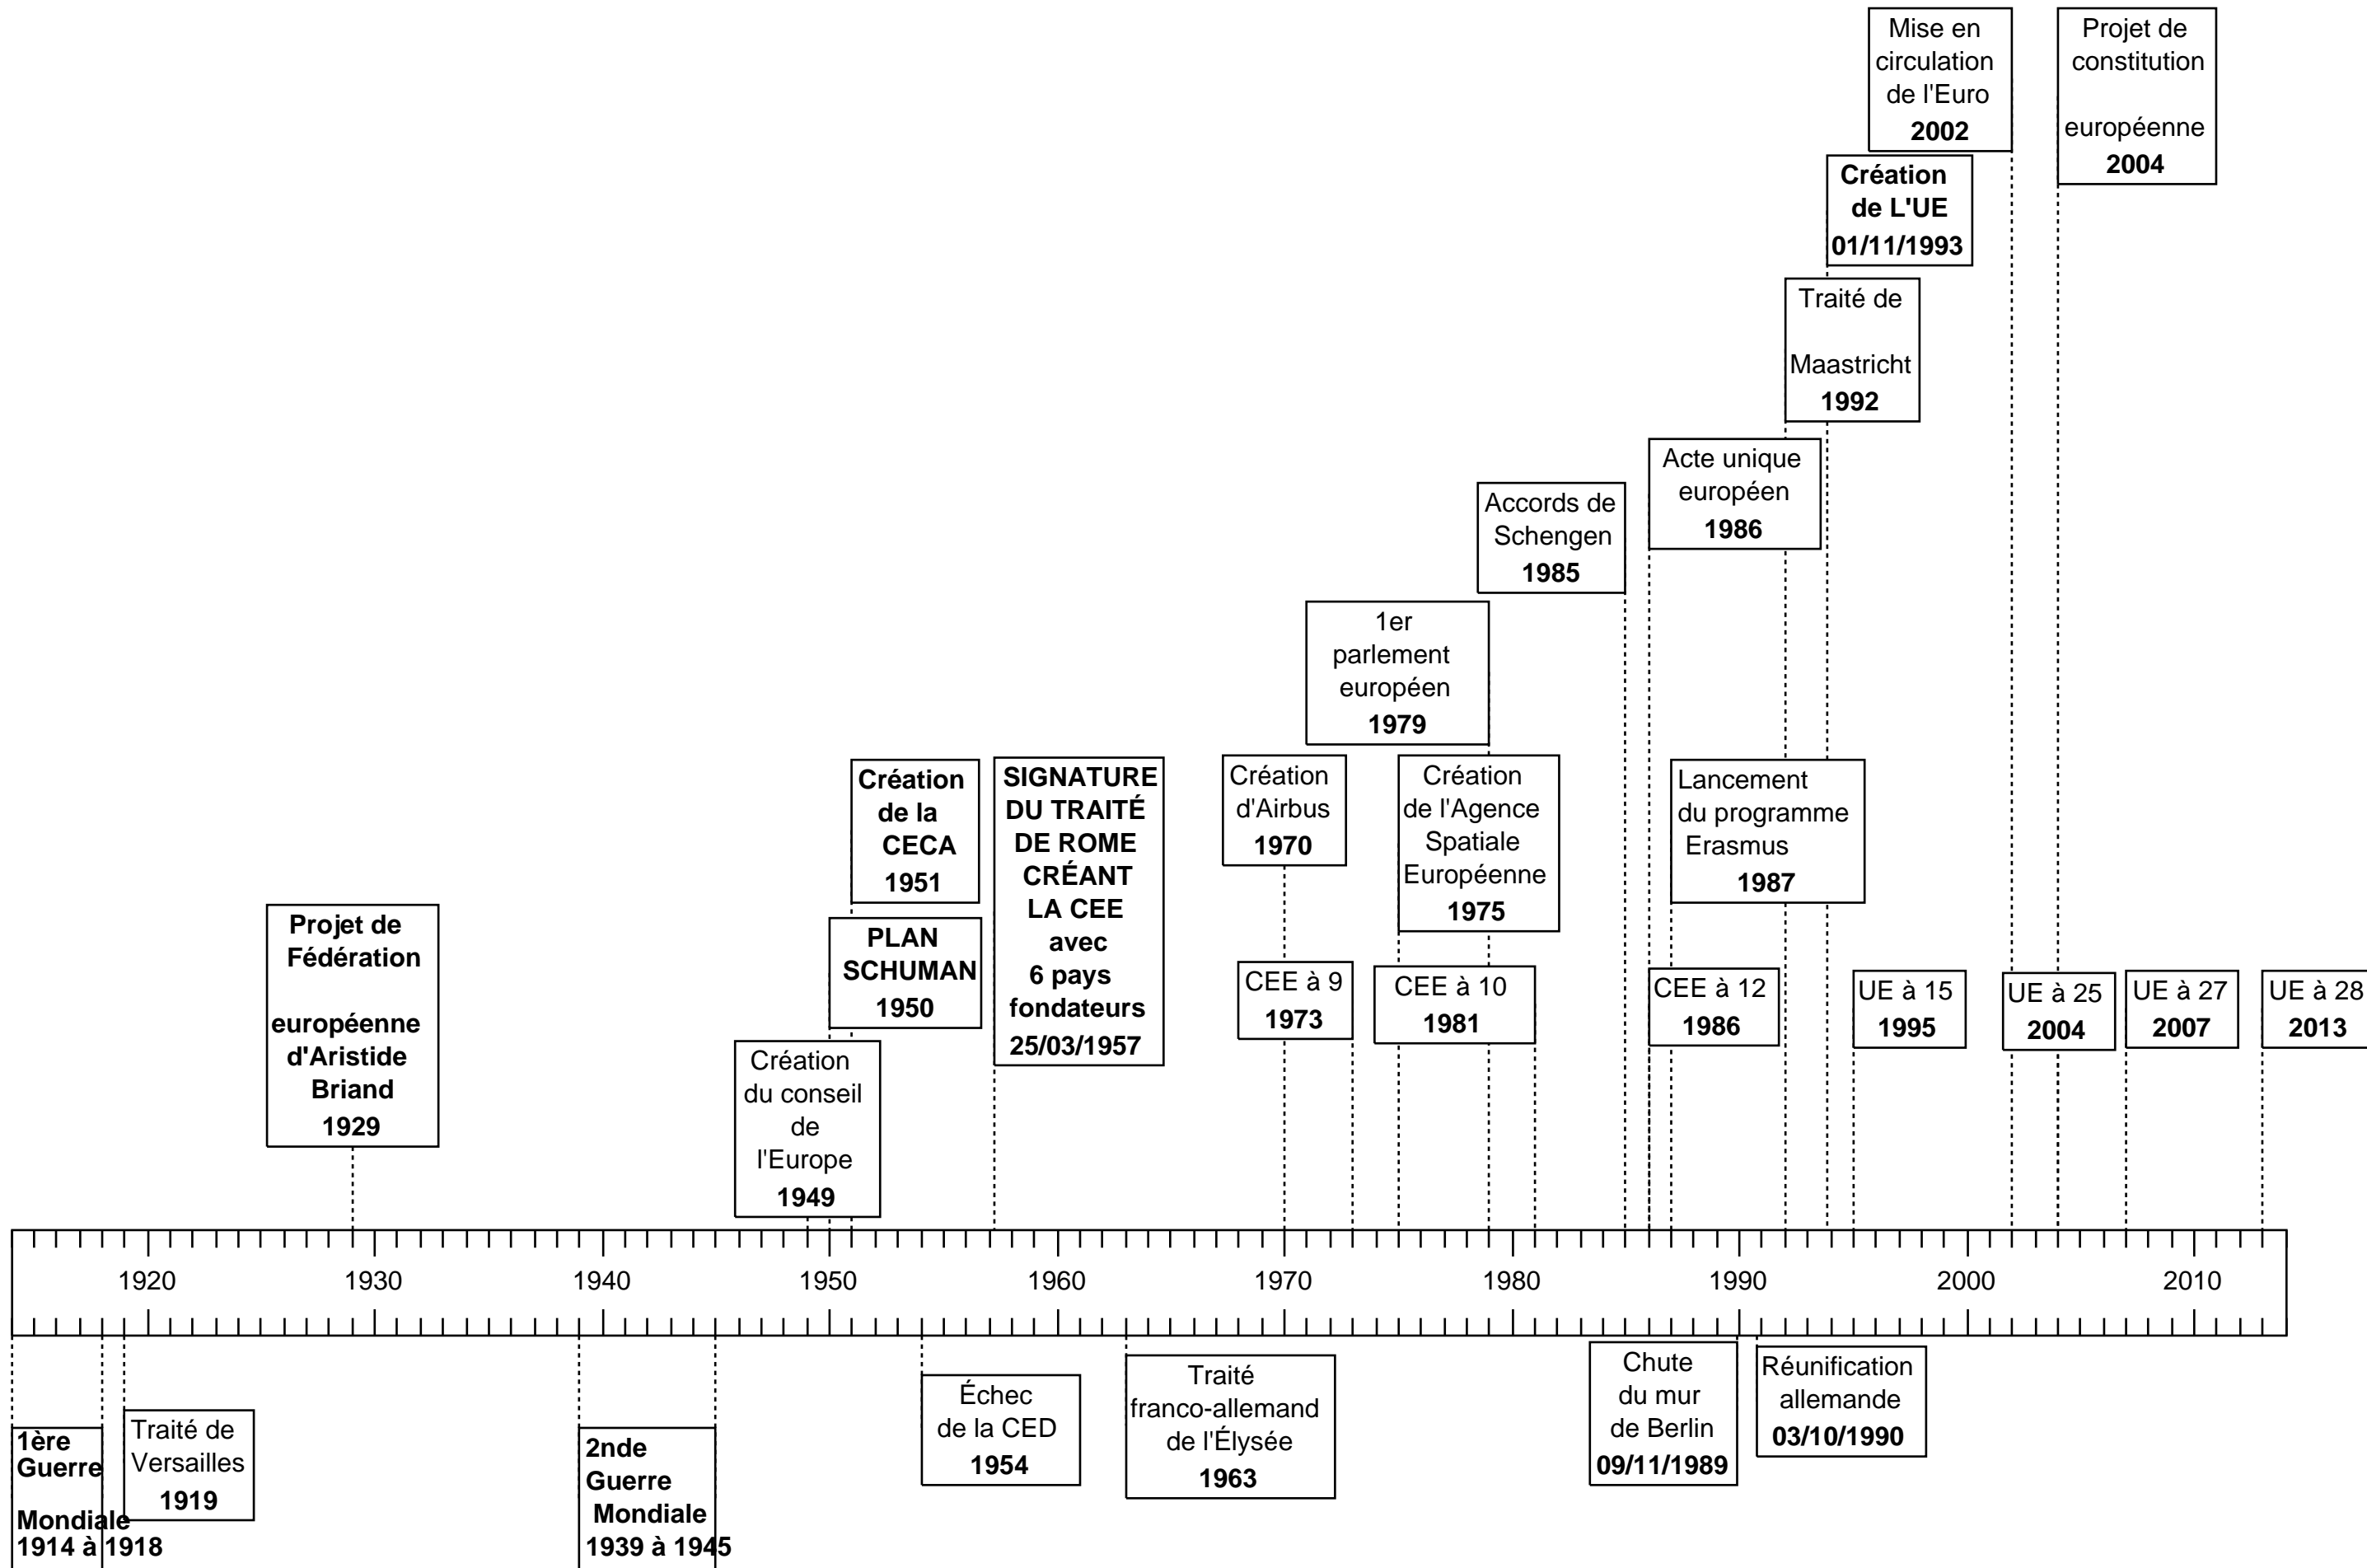 Mise en
circulation
de l'Euro
2002
Projet de
constitution
européenne
2004
Création
de L'UE
01/11/1993
Traité de
Maastricht
1992
Acte unique
européen
1986
Accords de
Schengen
1985
1er
parlement
européen
1979
Création
de la
CECA
1951
SIGNATURE
DU TRAITÉ
DE ROME
CRÉANT
LA CEE
avec
6 pays
fondateurs
25/03/1957
Création
d'Airbus
1970
Création
de l'Agence
Spatiale
Européenne
1975
Lancement
du programme
Erasmus
1987
Projet de
Fédération
européenne
d'Aristide
Briand
1929
PLAN
SCHUMAN
1950
CEE à 9
1973
CEE à 10
1981
CEE à 12
1986
UE à 15
1995
UE à 25
2004
UE à 27
2007
UE à 28
2013
Création
du conseil
de
l'Europe
1949
1920 1930 1940 1950 1960 1970 1980 1990 2000 2010
1ère
Guerre
Mondiale
1914 à 1918
Traité de
Versailles
1919
2nde
Guerre
Mondiale
1939 à 1945
Échec
de la CED
1954
Traité
franco-allemand
de l'Élysée
1963
Chute
du mur
de Berlin
09/11/1989
Réunification
allemande
03/10/1990